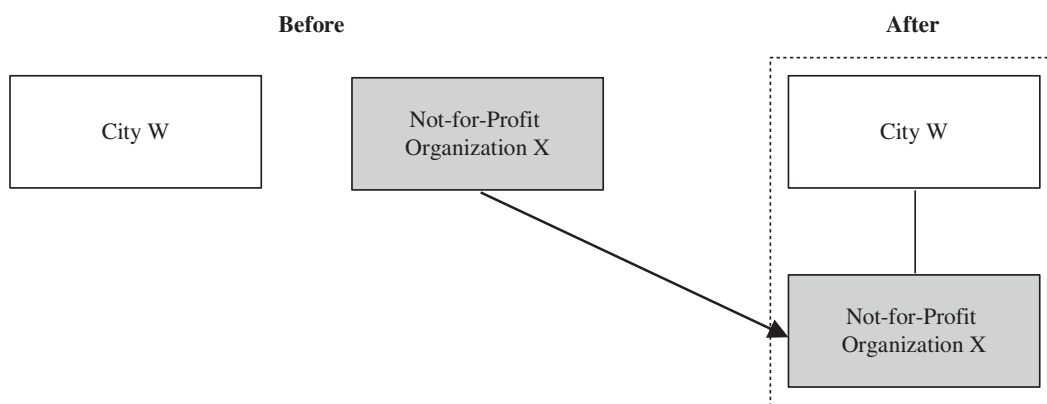 Before
After
City W
Not-for-Profit
Organization X
City W
Not-for-Profit
Organization X